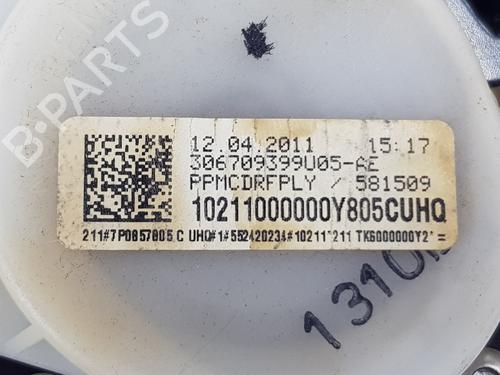 B-PARTS
12.04.2011 15:17
306709399U05-AE
PPMCDRFPLY / 581509
10211000000Y805CUHQ
211#7P0857805 C UHQ#1#552420234#10211*211 TK6000000Y2*=